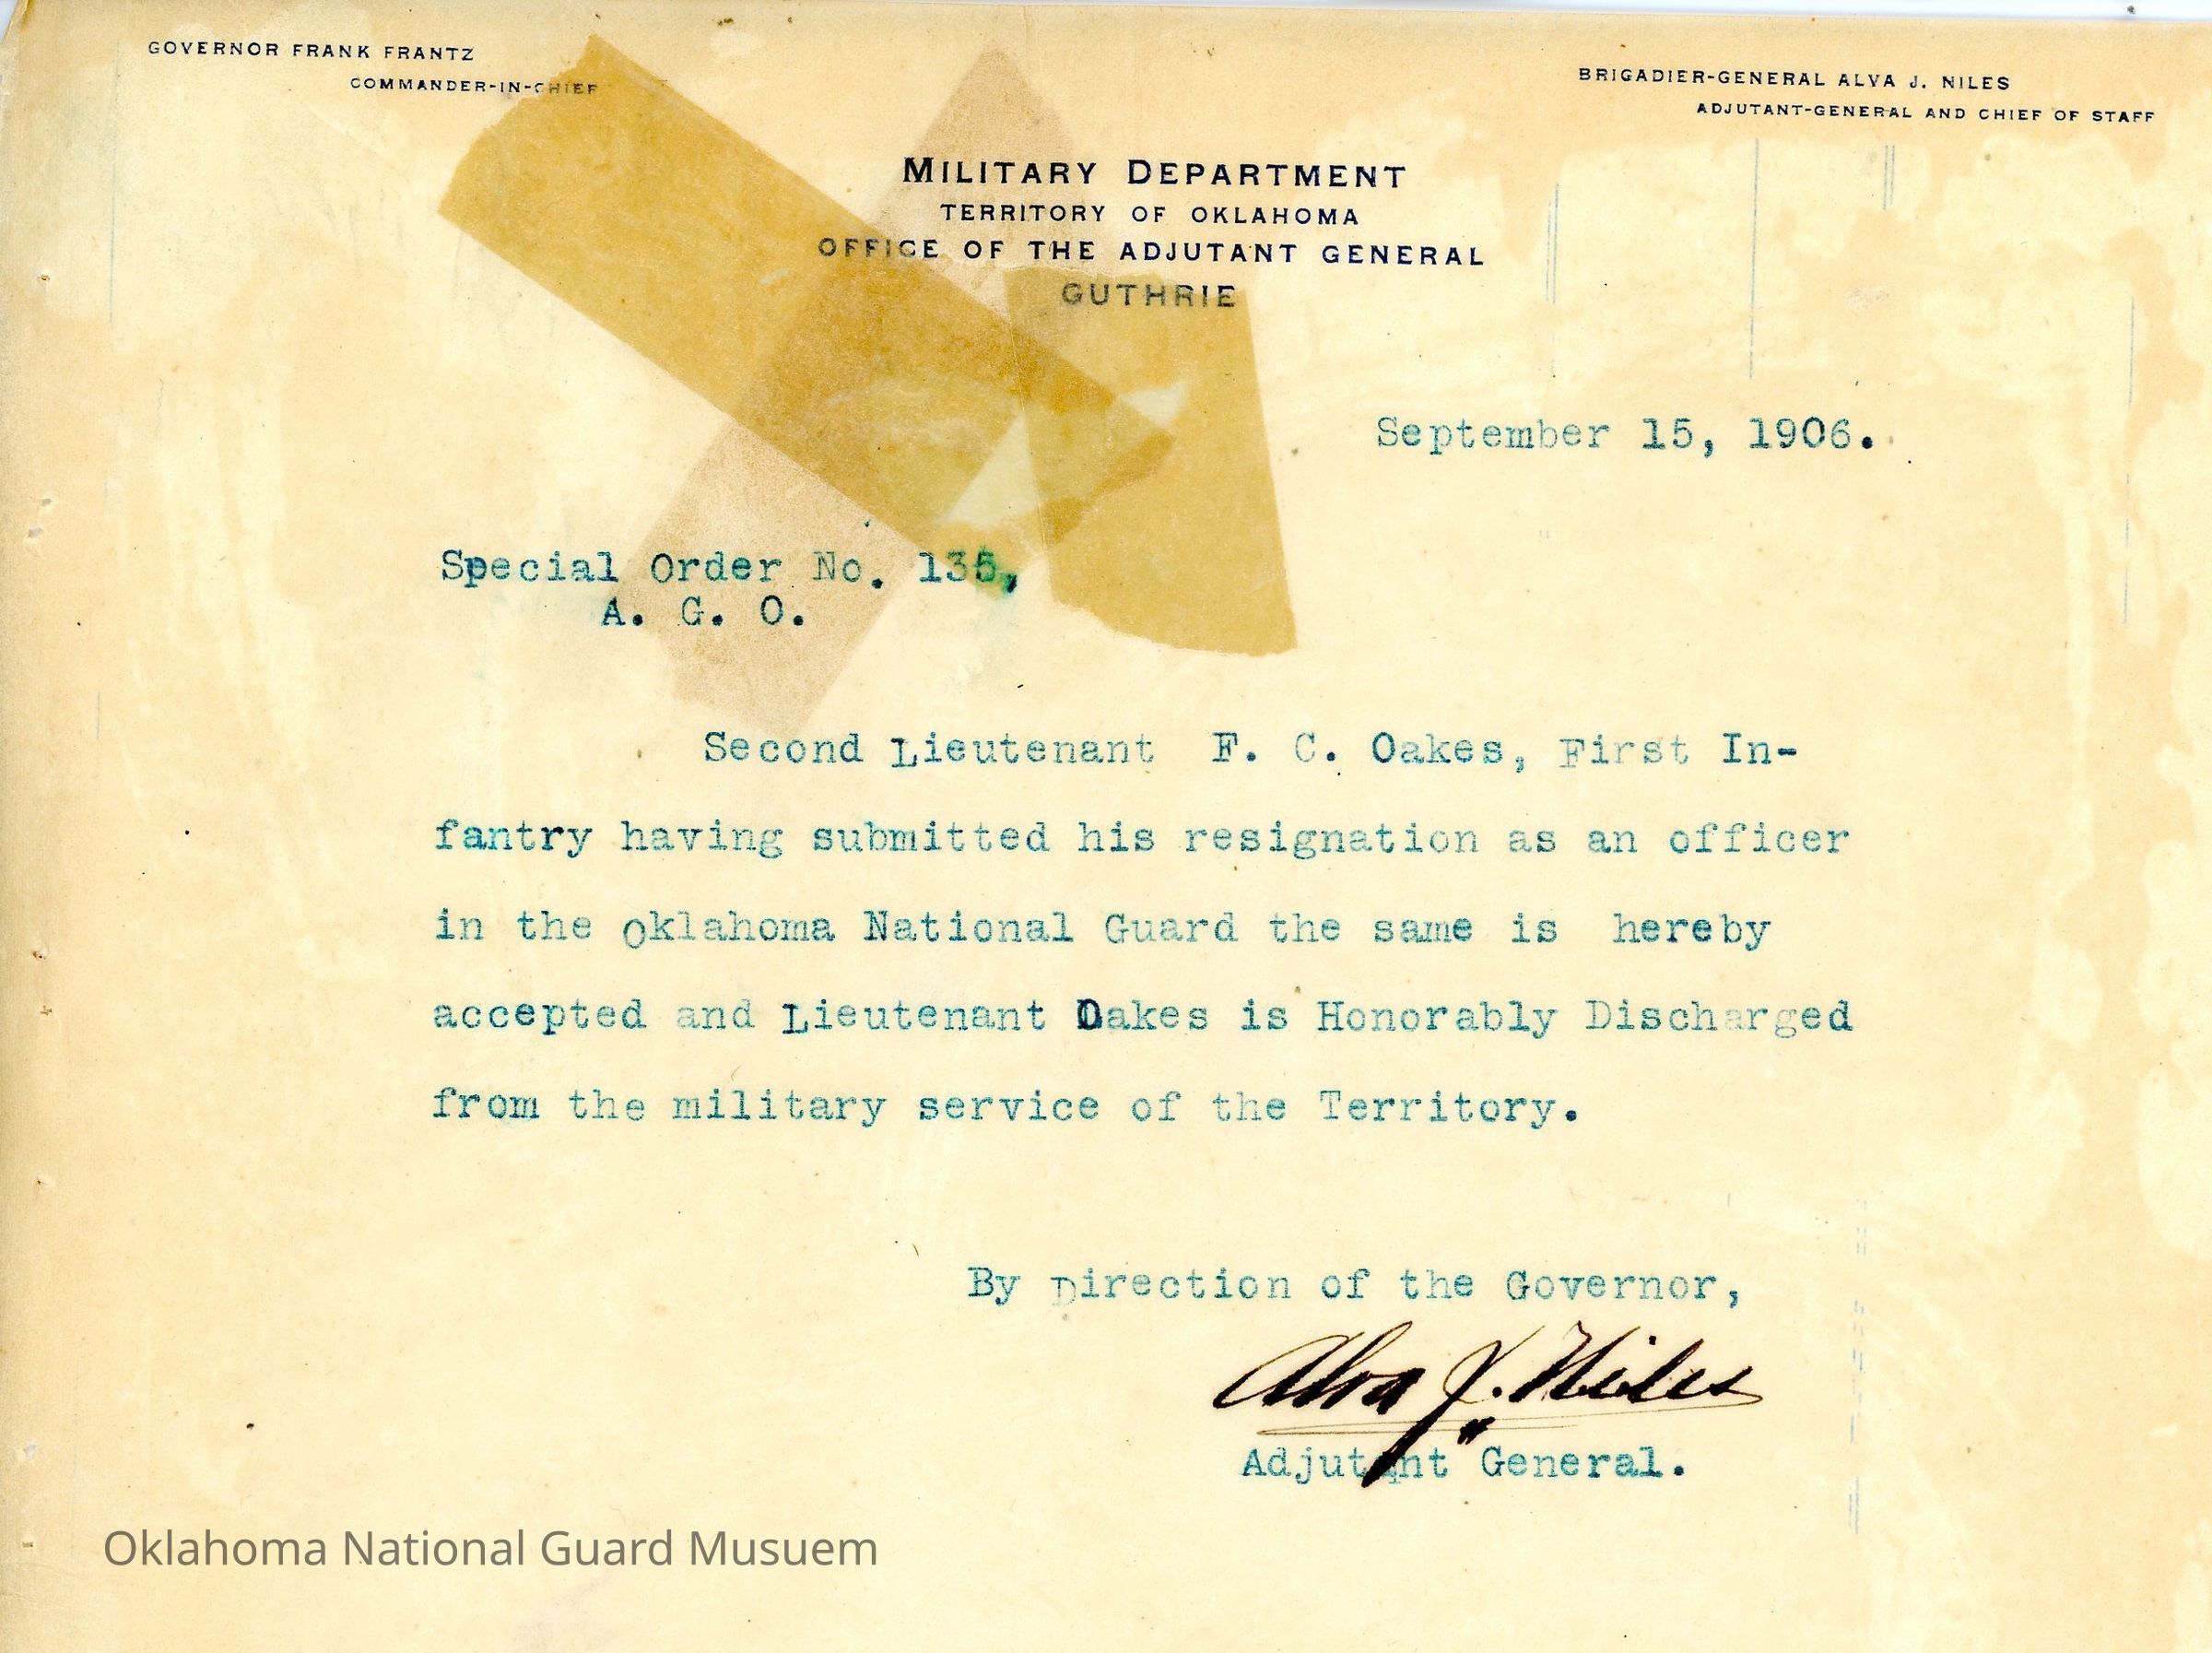 GOVERNOR FRANK FRANTZ
COMMANDER-IN-CHIEF
BRIGADIER-GENERAL ALVA J. NILES
ADJUTANT-GENERAL AND CHIEF OF STAFF
MILITARY DEPARTMENT
TERRITORY OF OKLAHOMA
OFFICE OF THE ADJUTANT GENERAL
GUTHRIE
September 15, 1906.
Special Order No. 135,
A. G. O.
Second Lieutenant F. C. Oakes, First In-
fantry having submitted his resignation as an officer
in the Oklahoma National Guard the same is hereby
accepted and Lieutenant Oakes is Honorably Discharged
from the military service of the Territory.
By Direction of the Governor,
Alva J. Niles
Adjutant General.
Oklahoma National Guard Musuem